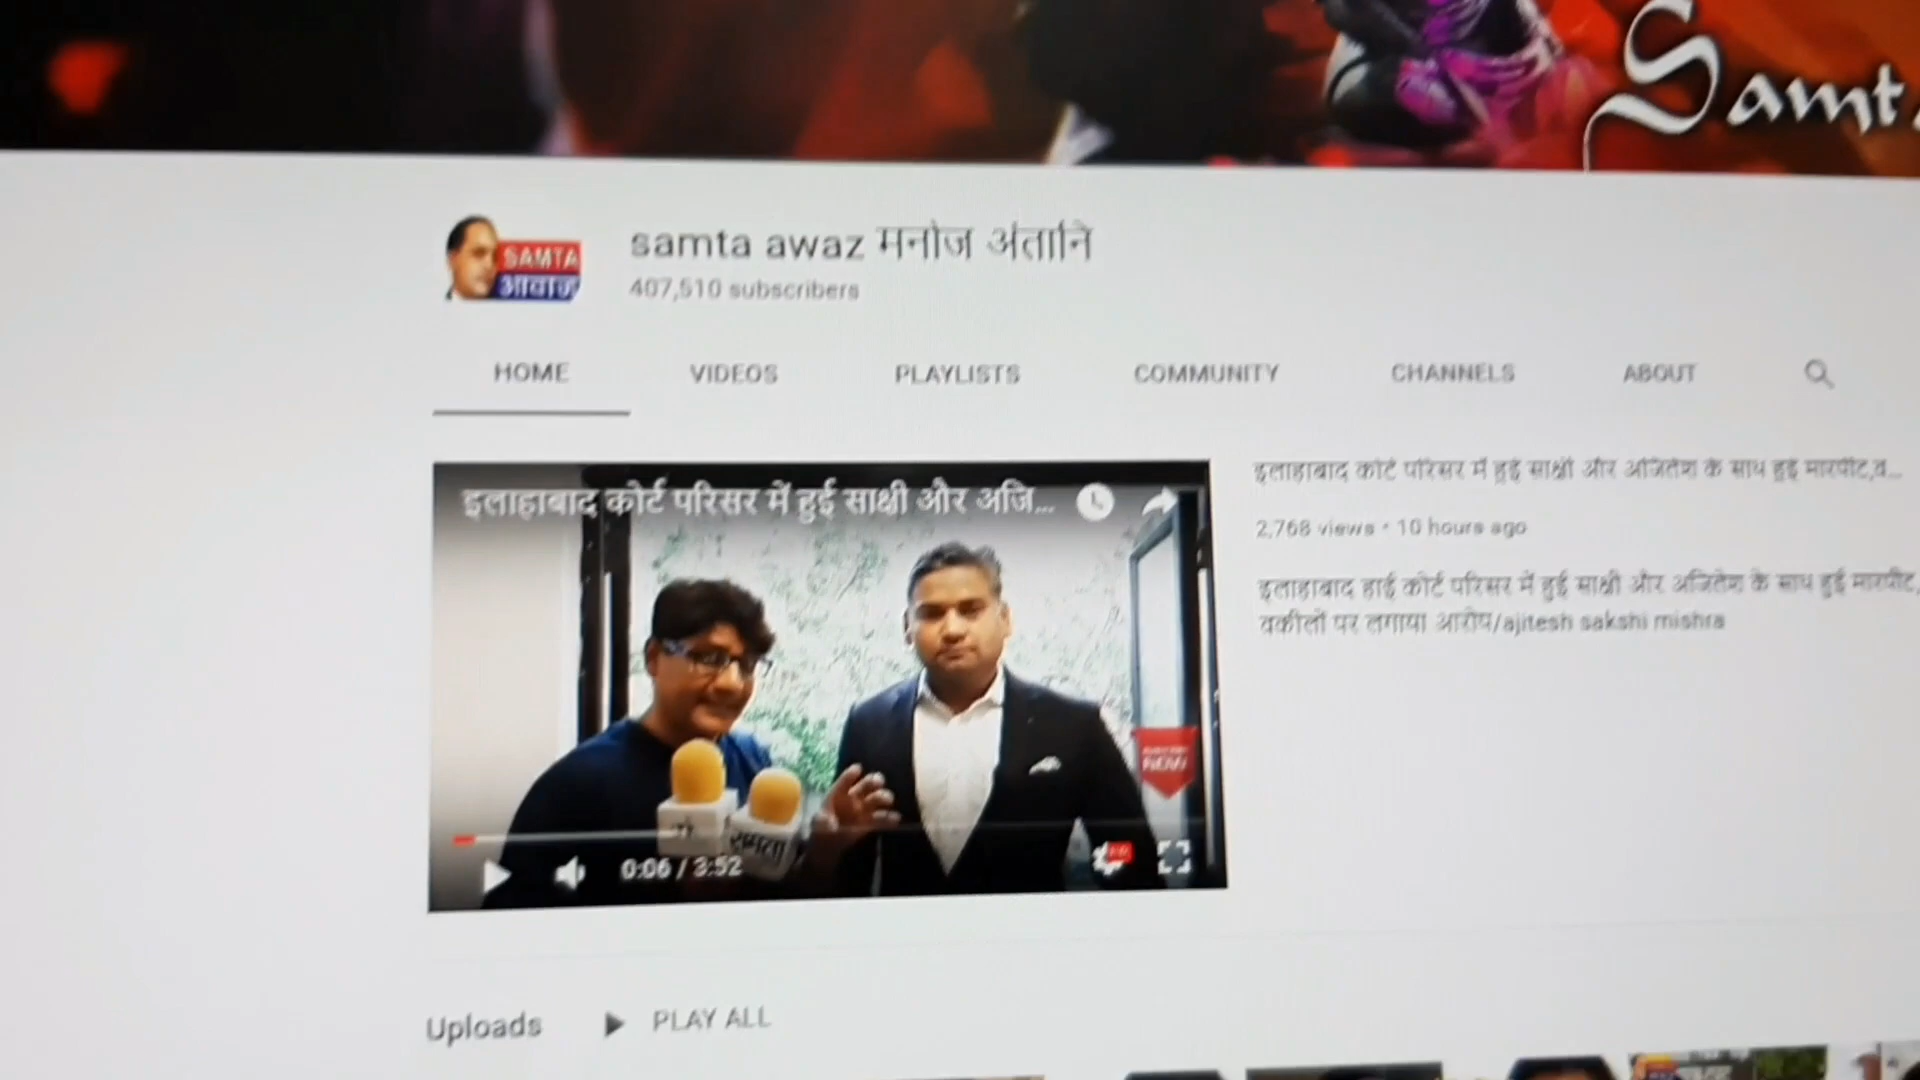 Samt
SAMTA
आवाज
samta awaz मनोज अंतानि
407,510 subscribers
HOME VIDEOS PLAYLISTS COMMUNITY CHANNELS ABOUT
इलाहाबाद कोर्ट परिसर में हुई साक्षी और अजि...
NOW
समता
0:06 / 3:52
इलाहाबाद कोर्ट परिसर में हुई साक्षी और अजितेश के साथ हुई मारपीट,व...
2,768 views • 10 hours ago
इलाहाबाद हाई कोर्ट परिसर में हुई साक्षी और अजितेश के साथ हुई मारपीट,
वकीलों पर लगाया आरोप/ajitesh sakshi mishra
Uploads PLAY ALL